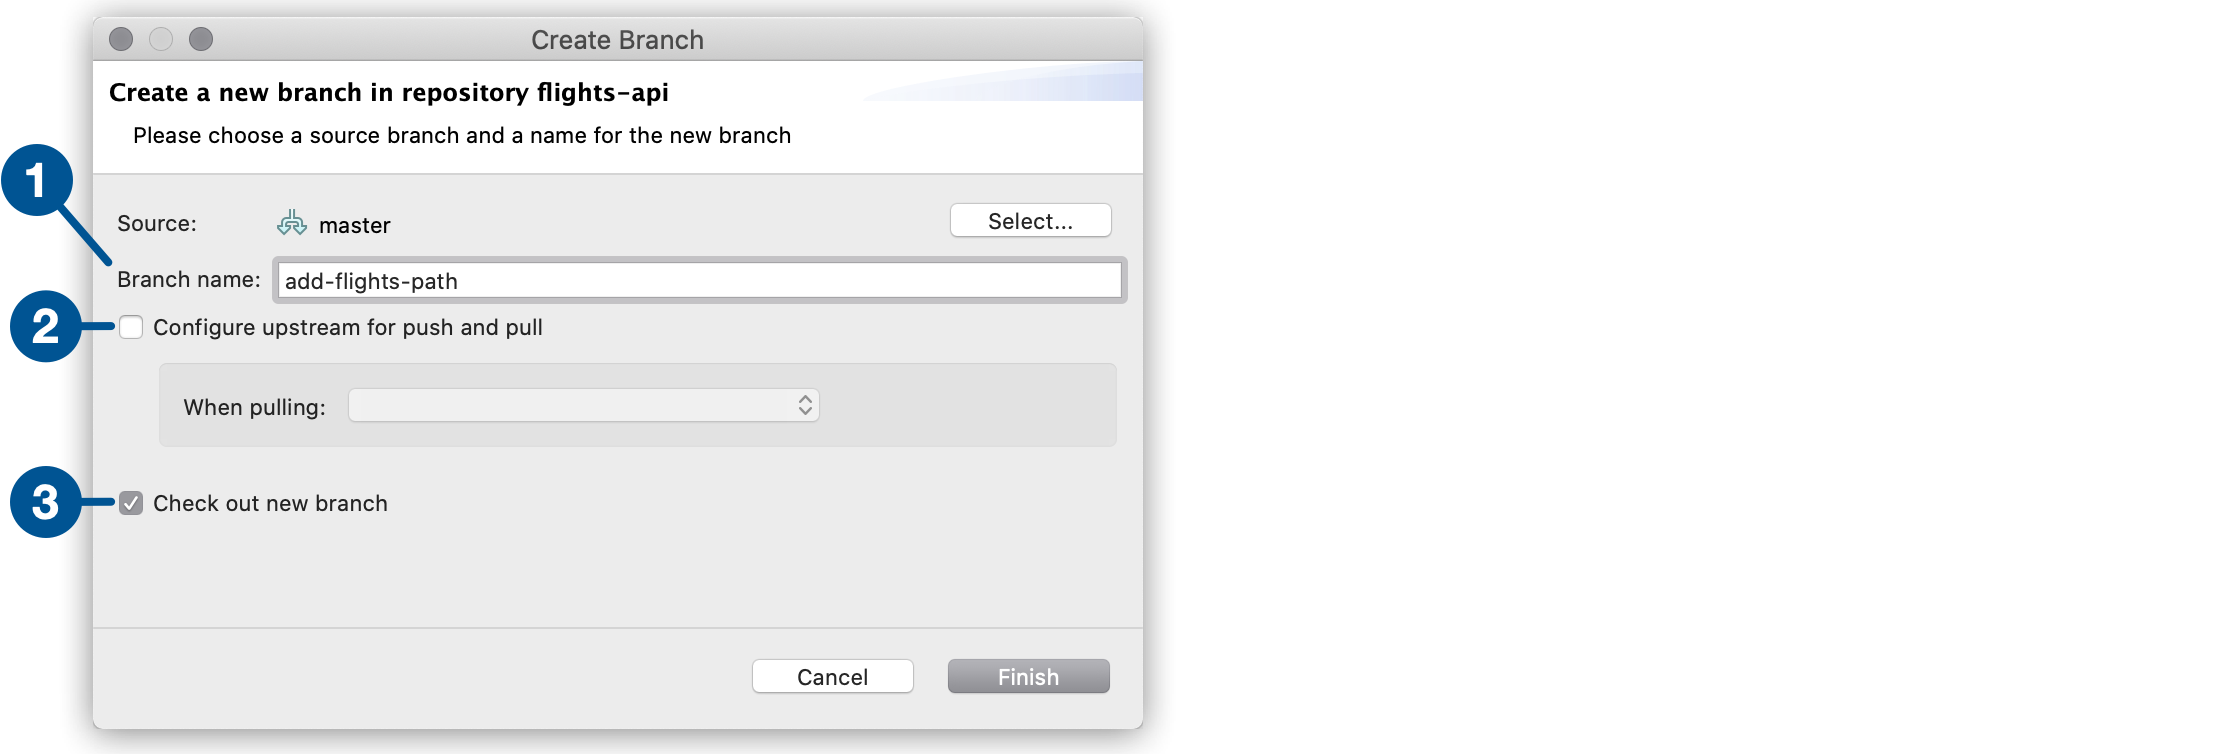 Create Branch
Create a new branch in repository flights-api
Please choose a source branch and a name for the new branch
1
Source: master Select...
Branch name: add-flights-path
2 Configure upstream for push and pull
When pulling:
3 Check out new branch
Cancel Finish